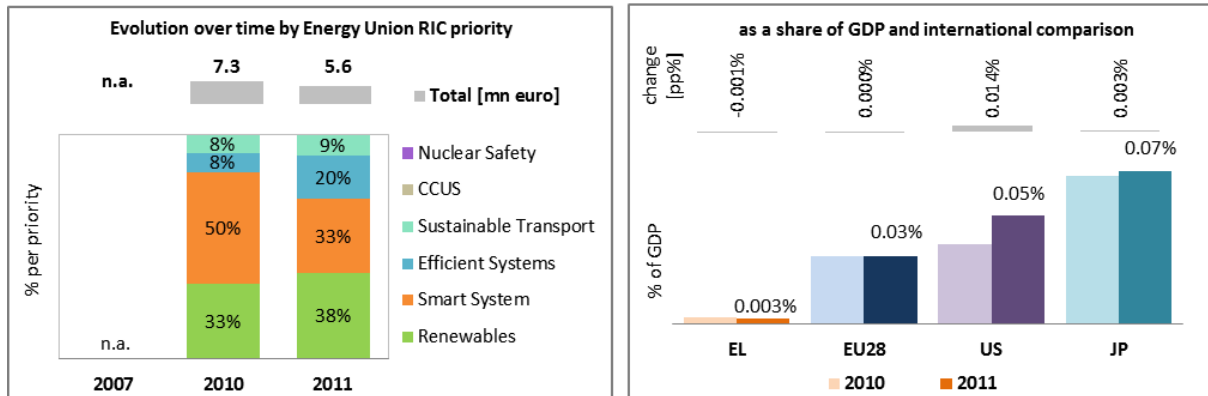 Evolution over time by Energy Union RIC priority
n.a.
7.3
5.6
Total [mn euro]
% per priority
8%
9%
8%
20%
50%
33%
33%
38%
n.a.
Nuclear Safety
CCUS
Sustainable Transport
Efficient Systems
Smart System
Renewables
2007
2010
2011
as a share of GDP and international comparison
change
[pp%]
-0.001%
0.000%
0.014%
0.003%
% of GDP
0.003%
0.03%
0.05%
0.07%
EL
EU28
US
JP
2010
2011